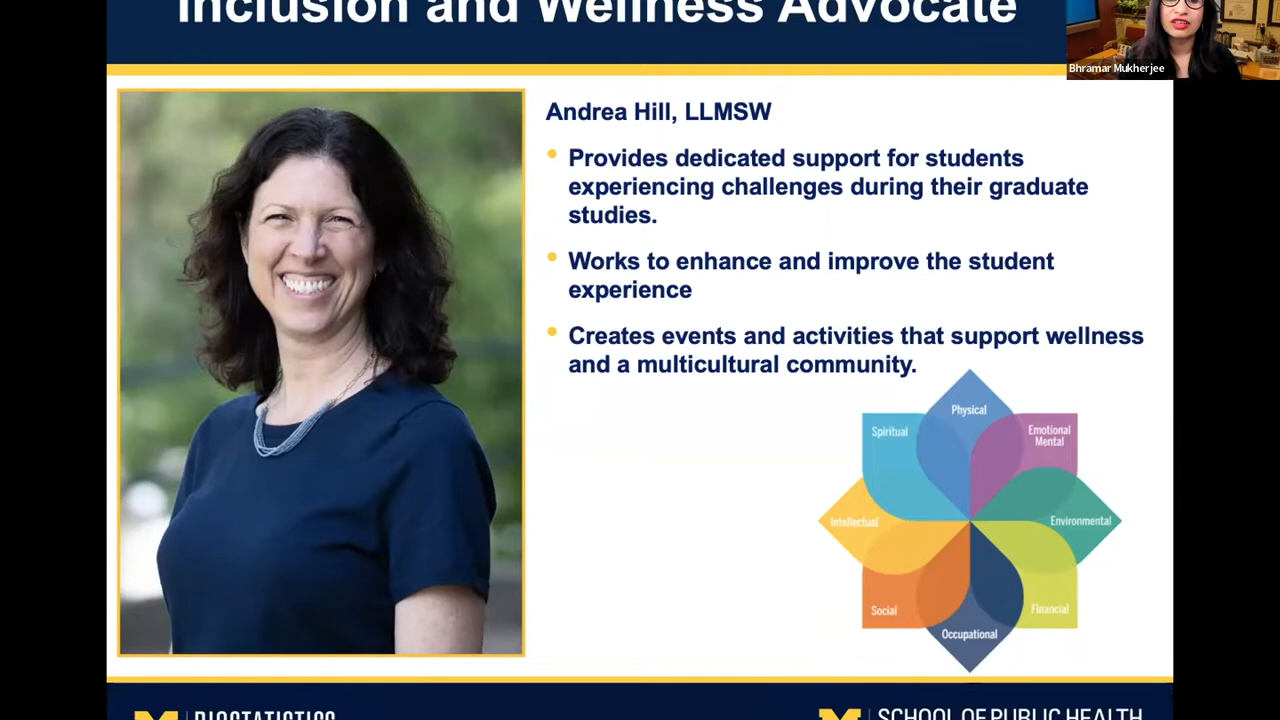 Inclusion and Wellness Advocate
Bhramar Mukherjee
Andrea Hill, LLMSW
Provides dedicated support for students
experiencing challenges during their graduate
studies.
Works to enhance and improve the student
experience
Creates events and activities that support wellness
and a multicultural community.
Physical
Spiritual
Emotional
Mental
Intellectual
Environmental
Social
Financial
Occupational
M BIOSTATISTICS
M SCHOOL OF PUBLIC HEALTH